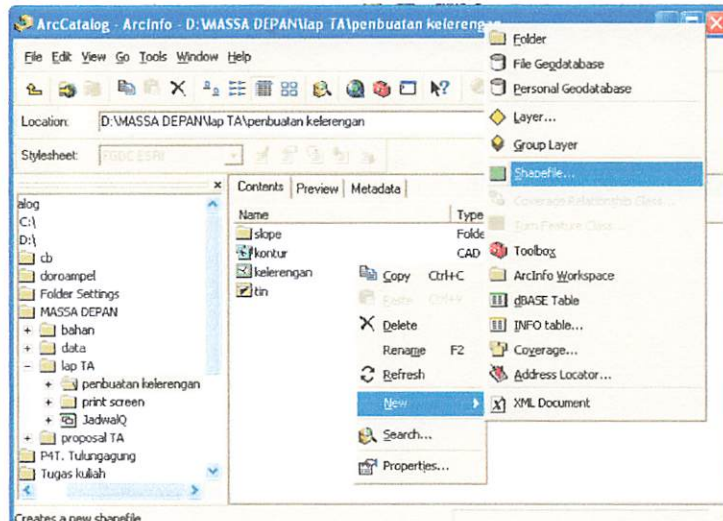 ArcCatalog - ArcInfo - D:\MASSA DEPAN\lap TA\penbuatan kelerengan
File Edit View Go Tools Window Help
Location: D:\MASSA DEPAN\lap TA\penbuatan kelerengan
Stylesheet: FGDC ESRI
Contents Preview Metadata
Name Type
slope Folde
kontur CAD
kelerengan
tin
alog
C:\
D:\
cb
doroampel
Folder Settings
MASSA DEPAN
bahan
data
lap TA
penbuatan kelerengan
print screen
JadwalQ
proposal TA
P4T. Tulungagung
Tugas kuliah
Copy Ctrl+C
Paste Ctrl+V
Delete
Rename F2
Refresh
New
Search...
Properties...
Folder
File Geodatabase
Personal Geodatabase
Layer...
Group Layer
Shapefile...
Coverage Relationship Class...
Turn Feature Class...
Toolbox
ArcInfo Workspace
dBASE Table
INFO table...
Coverage...
Address Locator...
XML Document
Creates a new shapefile